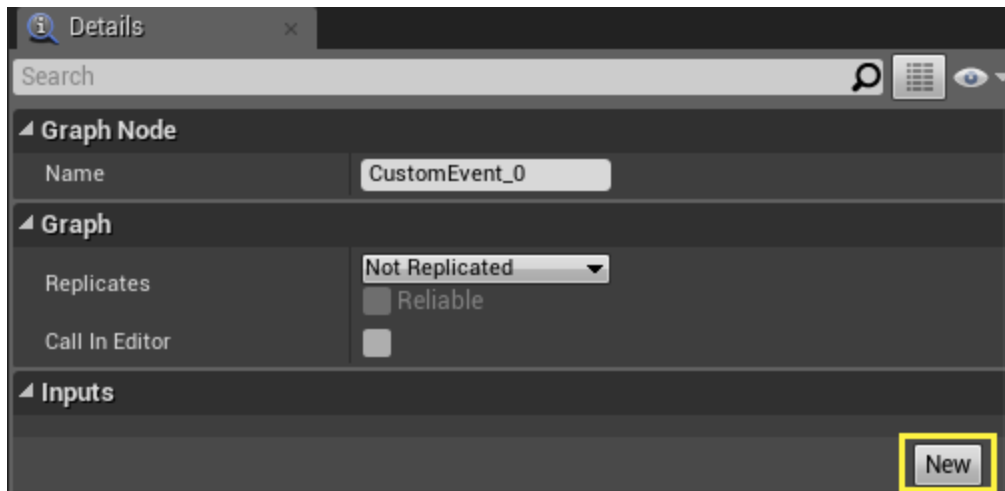 Details
Search
Graph Node
Name CustomEvent_0
Graph
Replicates Not Replicated
Reliable
Call In Editor
Inputs
New